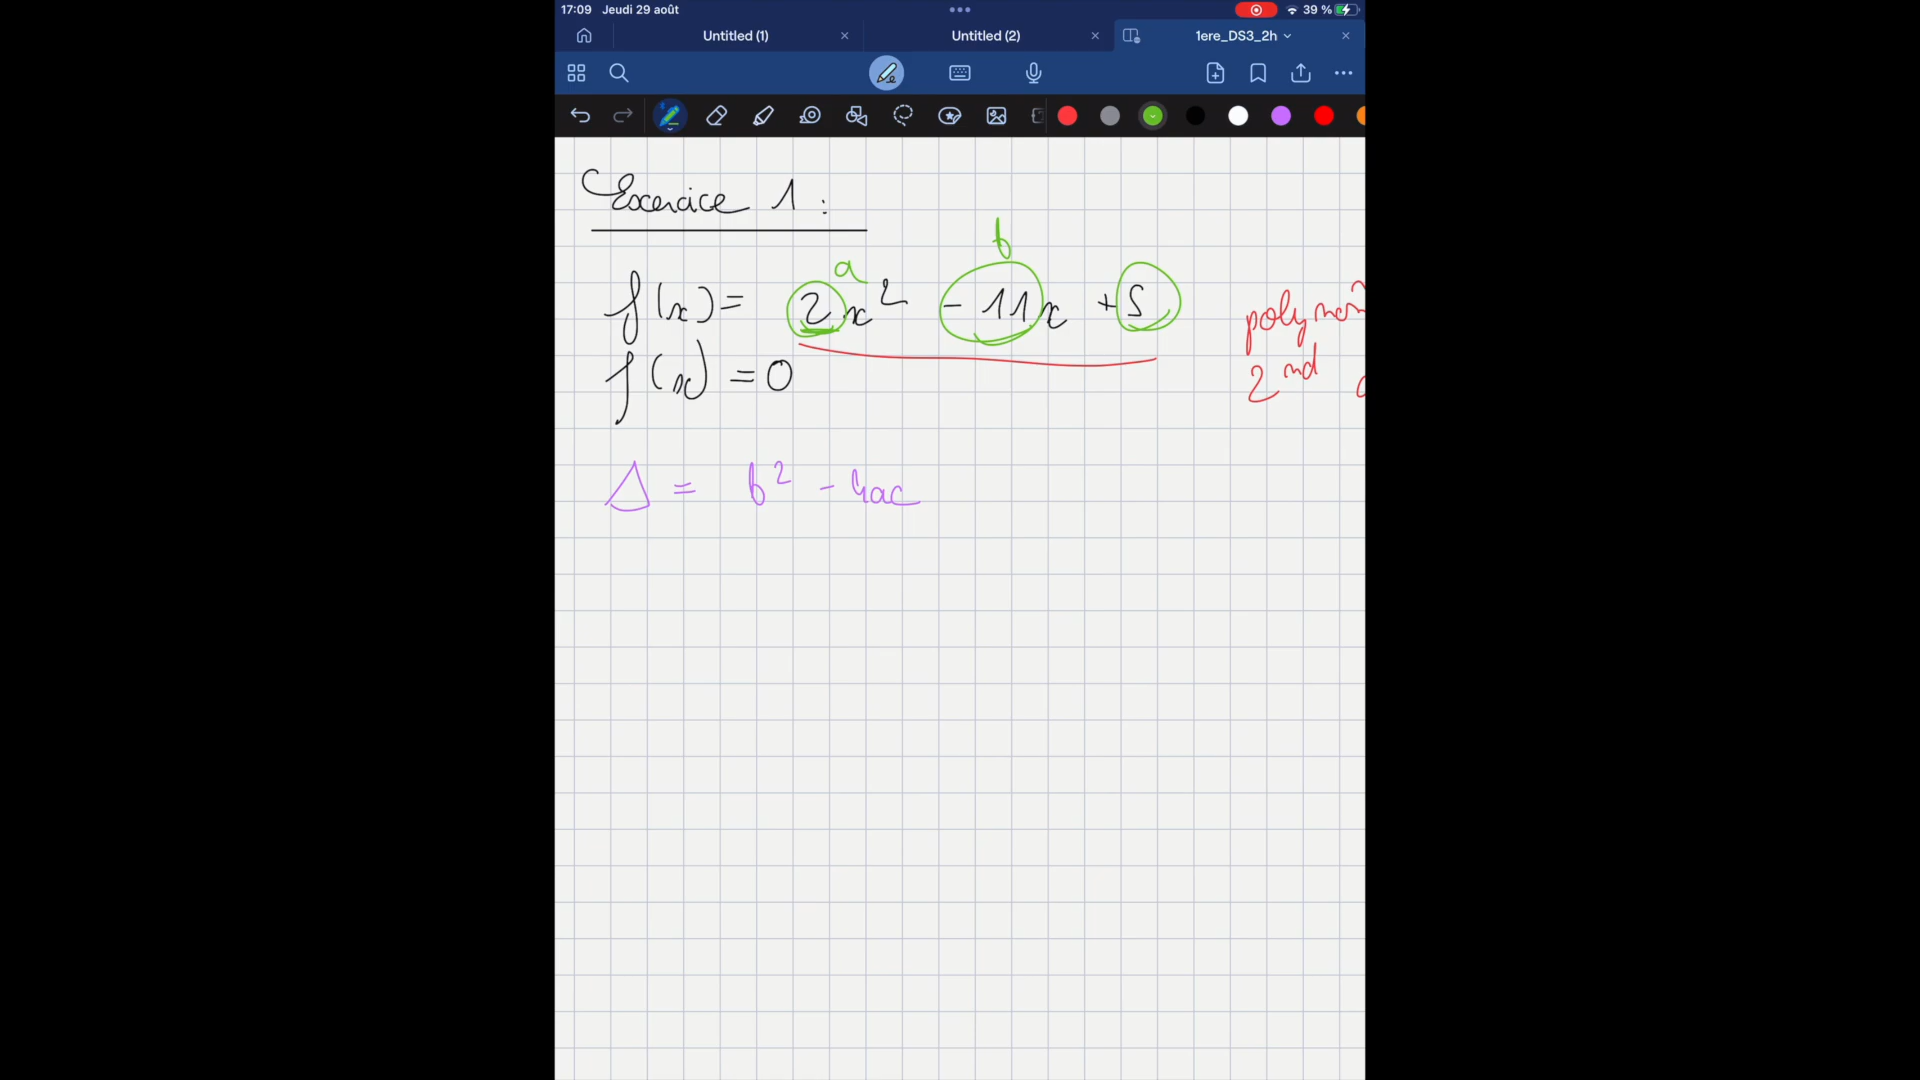 17:09 Jeudi 29 août 39 %
Untitled (1) Untitled (2) 1ere_DS3_2h
Exercice 1 :
a b
f(x) = 2x² - 11x + 5
f(x) = 0
2nd
Δ = b² - 4ac